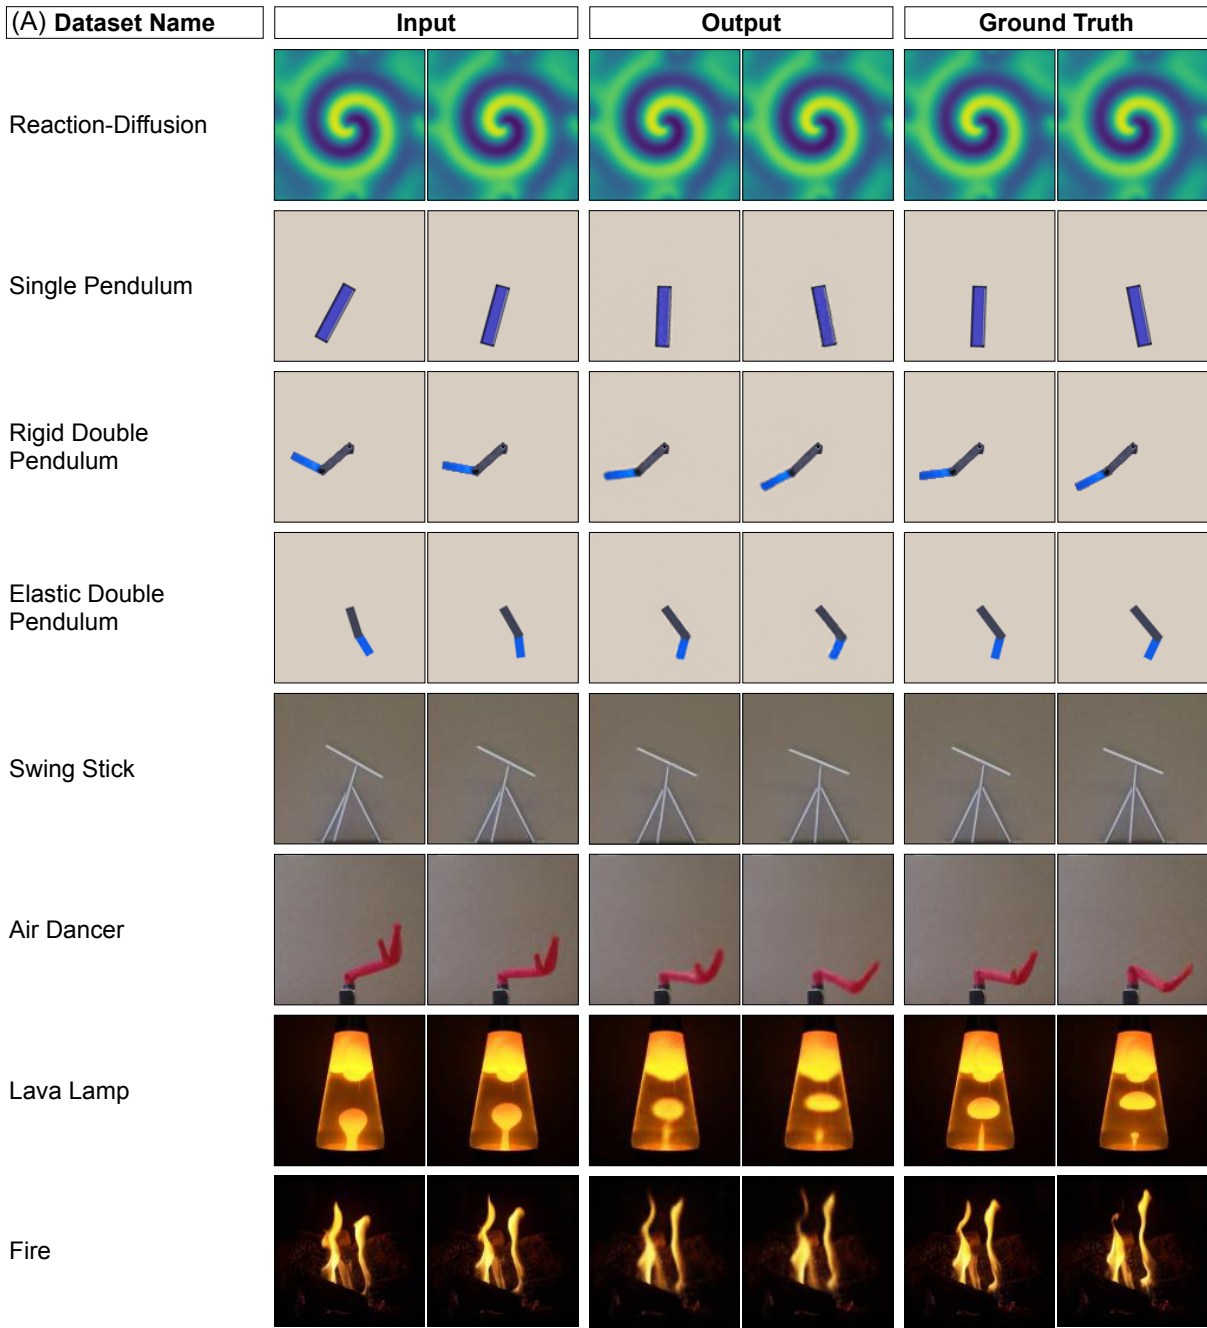 (A) Dataset Name Input Output Ground Truth
Reaction-Diffusion
Single Pendulum
Rigid Double
Pendulum
Elastic Double
Pendulum
Swing Stick
Air Dancer
Lava Lamp
Fire